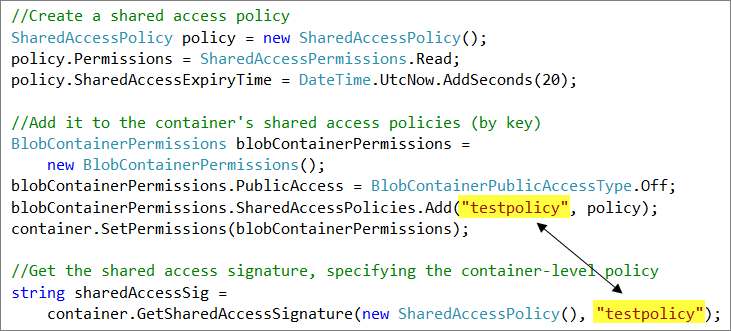 //Create a shared access policy
SharedAccessPolicy policy = new SharedAccessPolicy();
policy.Permissions = SharedAccessPermissions.Read;
policy.SharedAccessExpiryTime = DateTime.UtcNow.AddSeconds(20);

//Add it to the container's shared access policies (by key)
BlobContainerPermissions blobContainerPermissions =
    new BlobContainerPermissions();
blobContainerPermissions.PublicAccess = BlobContainerPublicAccessType.Off;
blobContainerPermissions.SharedAccessPolicies.Add("testpolicy", policy);
container.SetPermissions(blobContainerPermissions);

//Get the shared access signature, specifying the container-level policy
string sharedAccessSig =
    container.GetSharedAccessSignature(new SharedAccessPolicy(), "testpolicy");